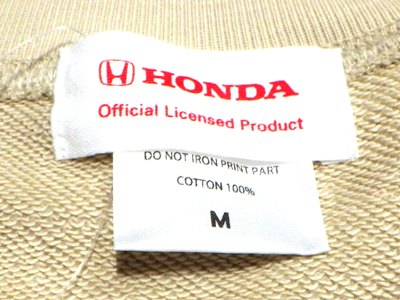 HONDA
Official Licensed Product
DO NOT IRON PRINT PART
COTTON 100%
M